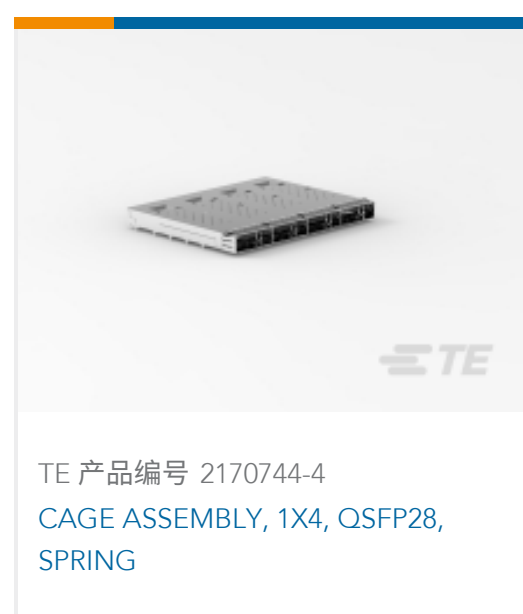 TE
TE 产品编号 2170744-4
CAGE ASSEMBLY, 1X4, QSFP28,
SPRING